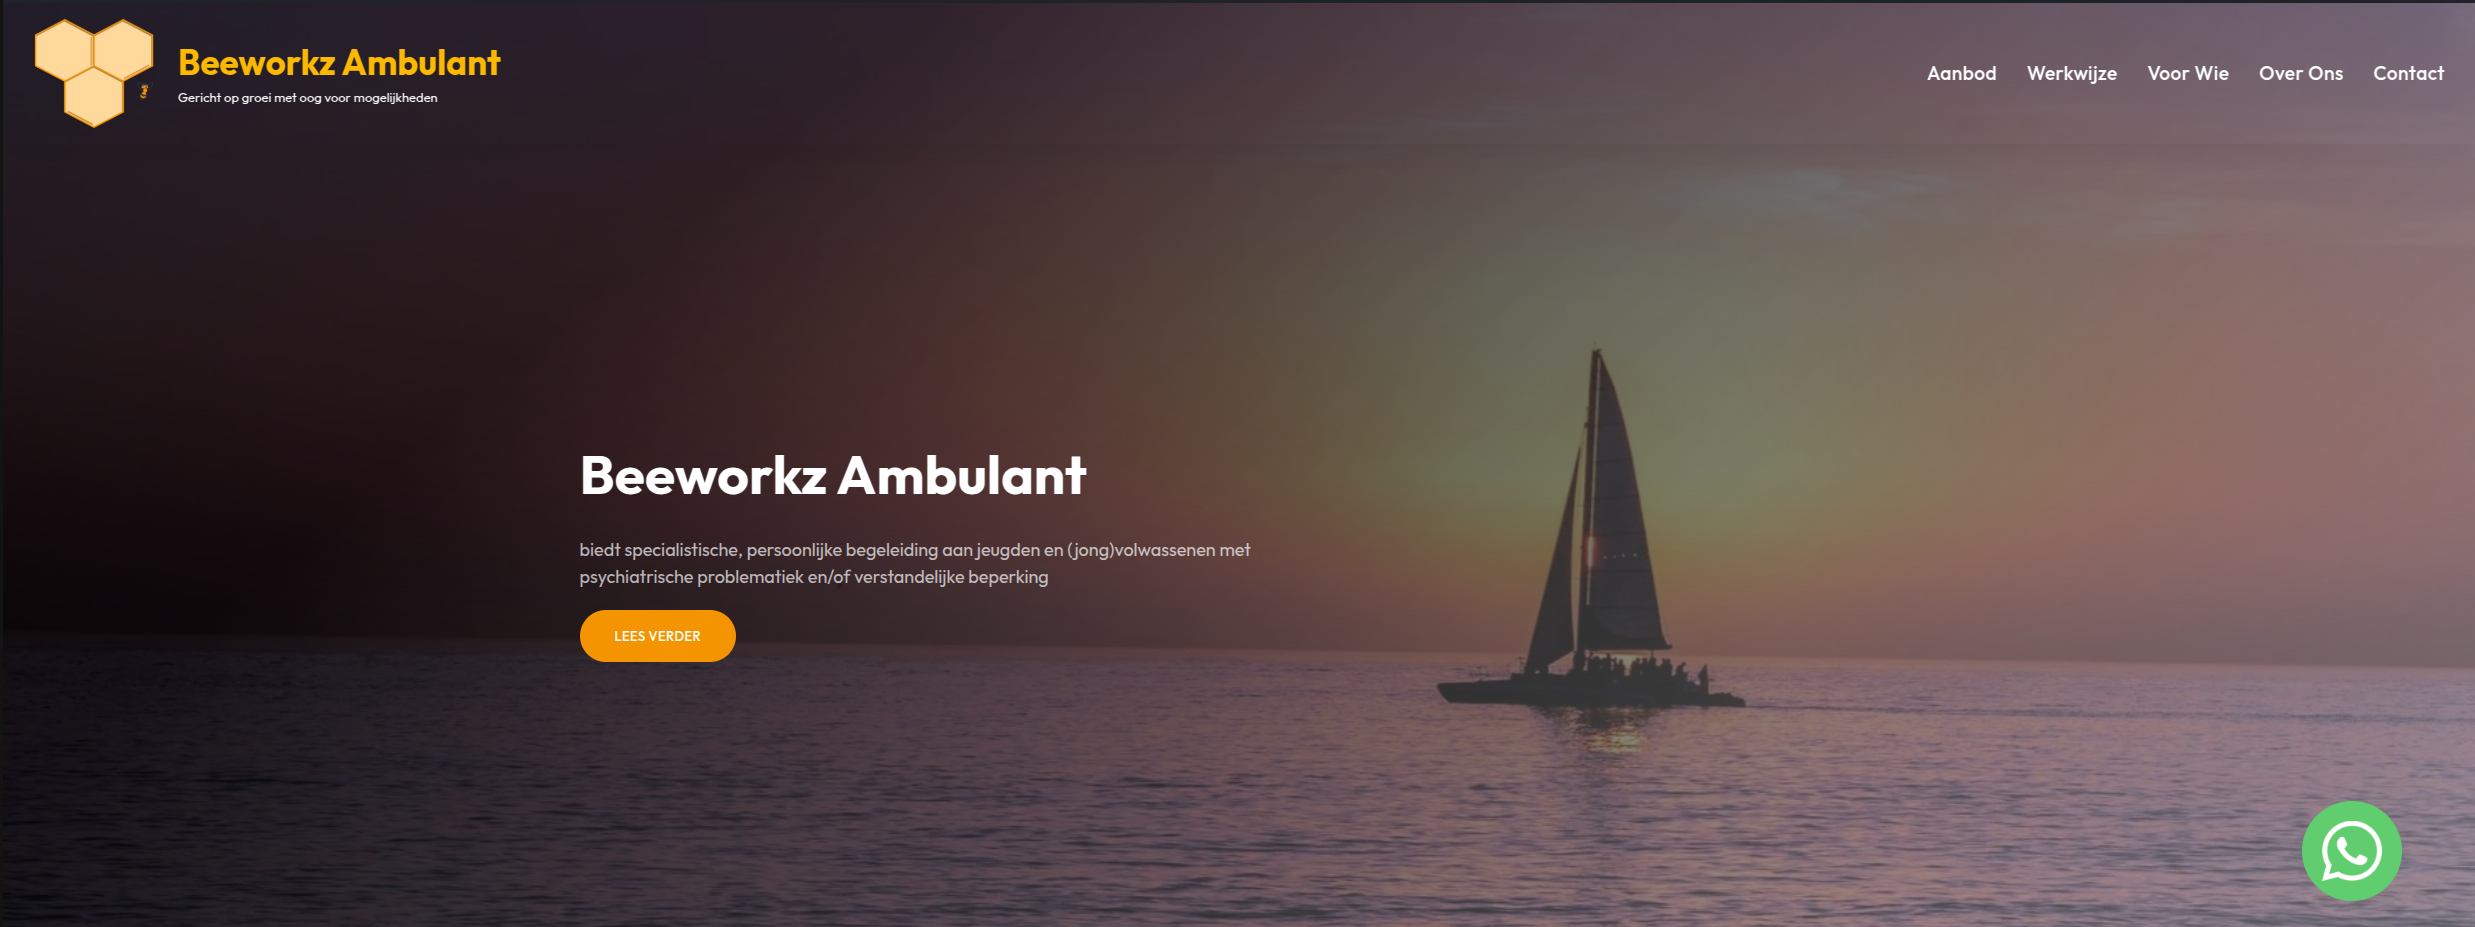 Beeworkz Ambulant
Gericht op groei met oog voor mogelijkheden
Aanbod Werkwijze Voor Wie Over Ons Contact
Beeworkz Ambulant
biedt specialistische, persoonlijke begeleiding aan jeugden en (jong)volwassenen met
psychiatrische problematiek en/of verstandelijke beperking
LEES VERDER